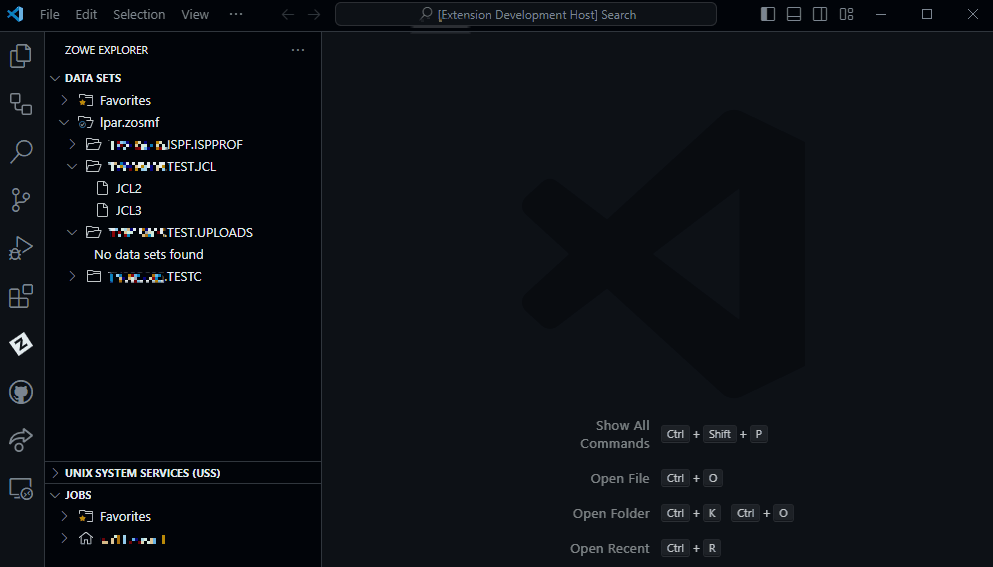 File Edit Selection View ··· [Extension Development Host] Search
ZOWE EXPLORER ···
DATA SETS
Favorites
lpar.zosmf
.ISPF.ISPPROF
.TEST.JCL
JCL2
JCL3
.TEST.UPLOADS
No data sets found
.TESTC
UNIX SYSTEM SERVICES (USS)
JOBS
Favorites
Show All
Commands Ctrl + Shift + P
Open File Ctrl + O
Open Folder Ctrl + K Ctrl + O
Open Recent Ctrl + R